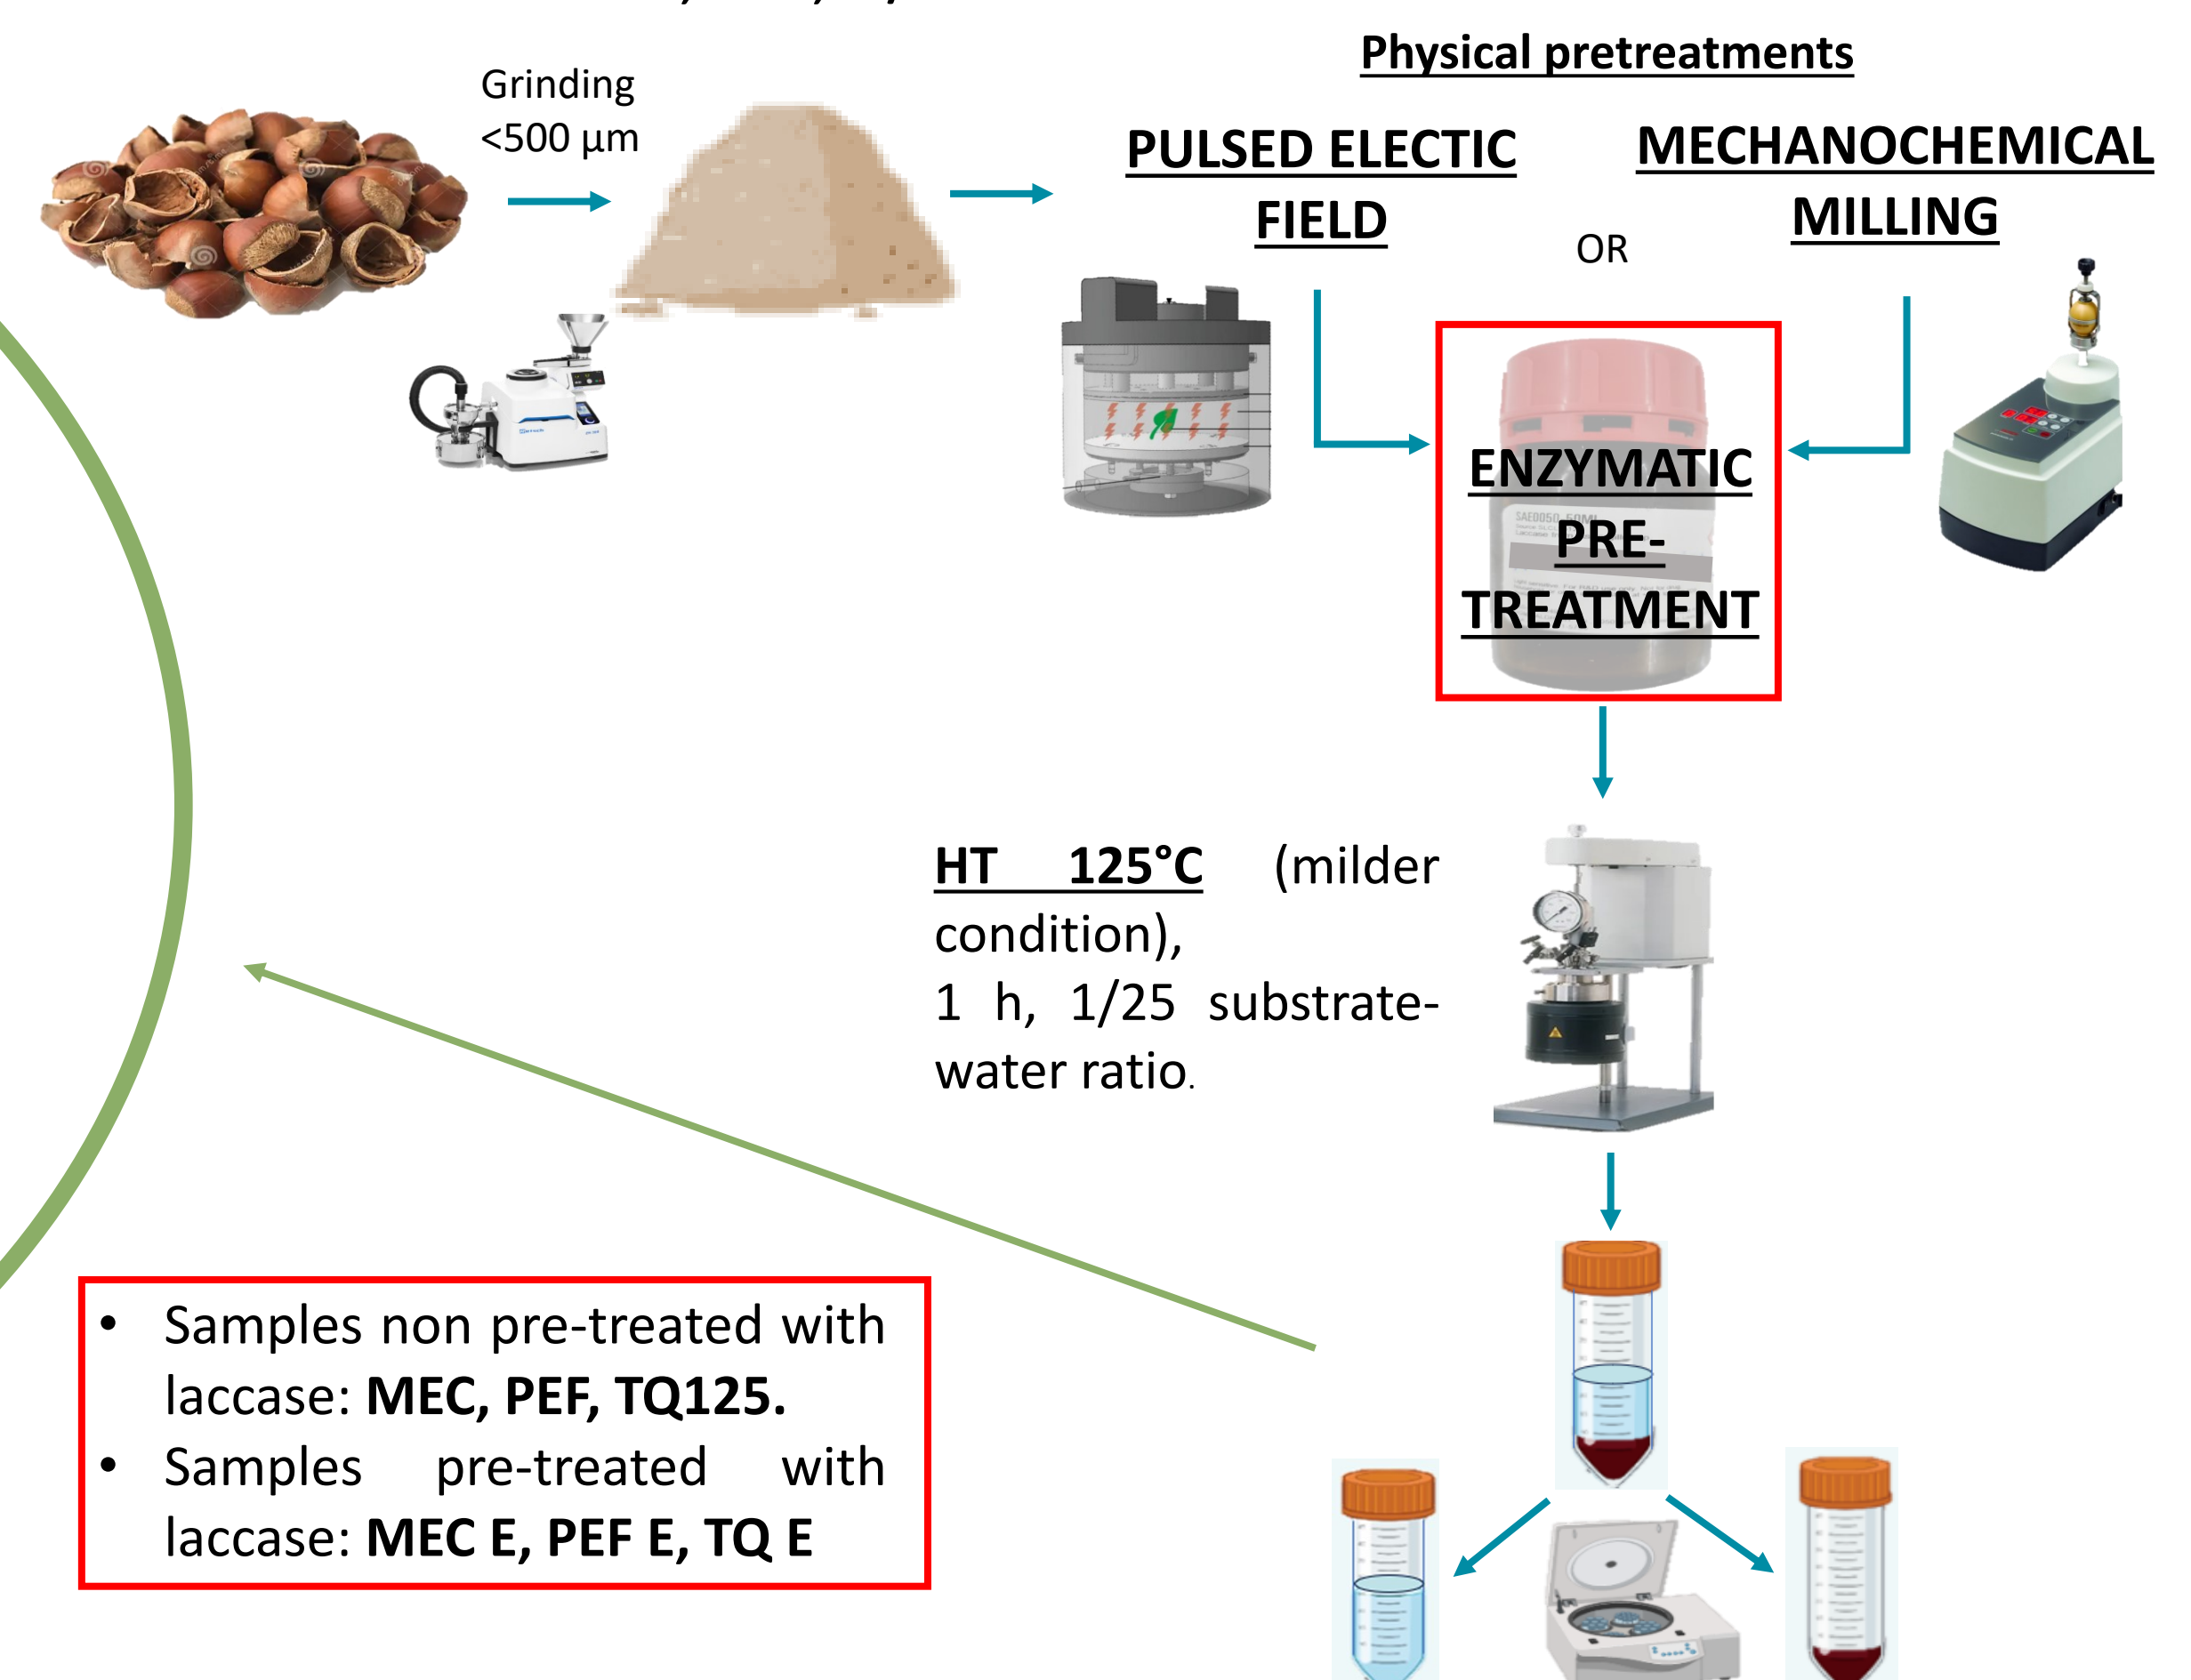 Grinding
<500 µm
Physical pretreatments
PULSED ELECTIC
FIELD
OR
MECHANOCHEMICAL
MILLING
SAE0050-50ML
ENZYMATIC
PRE-
TREATMENT
HT 125°C (milder
condition),
1 h, 1/25 substrate-
water ratio.
• Samples non pre-treated with
laccase: MEC, PEF, TQ125.
• Samples pre-treated with
laccase: MEC E, PEF E, TQ E